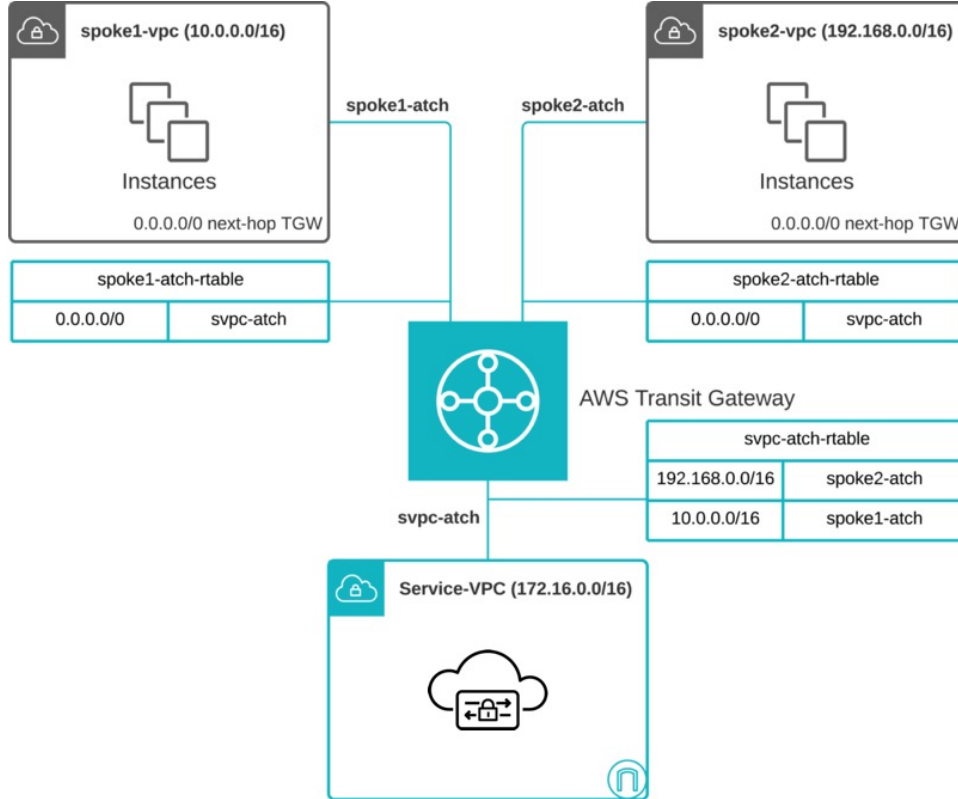 spoke1-vpc (10.0.0.0/16)
spoke2-vpc (192.168.0.0/16)
spoke1-atch
spoke2-atch
Instances
Instances
0.0.0.0/0 next-hop TGW
0.0.0.0/0 next-hop TGW
spoke1-atch-rtable
0.0.0.0/0 svpc-atch
spoke2-atch-rtable
0.0.0.0/0 svpc-atch
AWS Transit Gateway
svpc-atch-rtable
192.168.0.0/16 spoke2-atch
10.0.0.0/16 spoke1-atch
svpc-atch
Service-VPC (172.16.0.0/16)